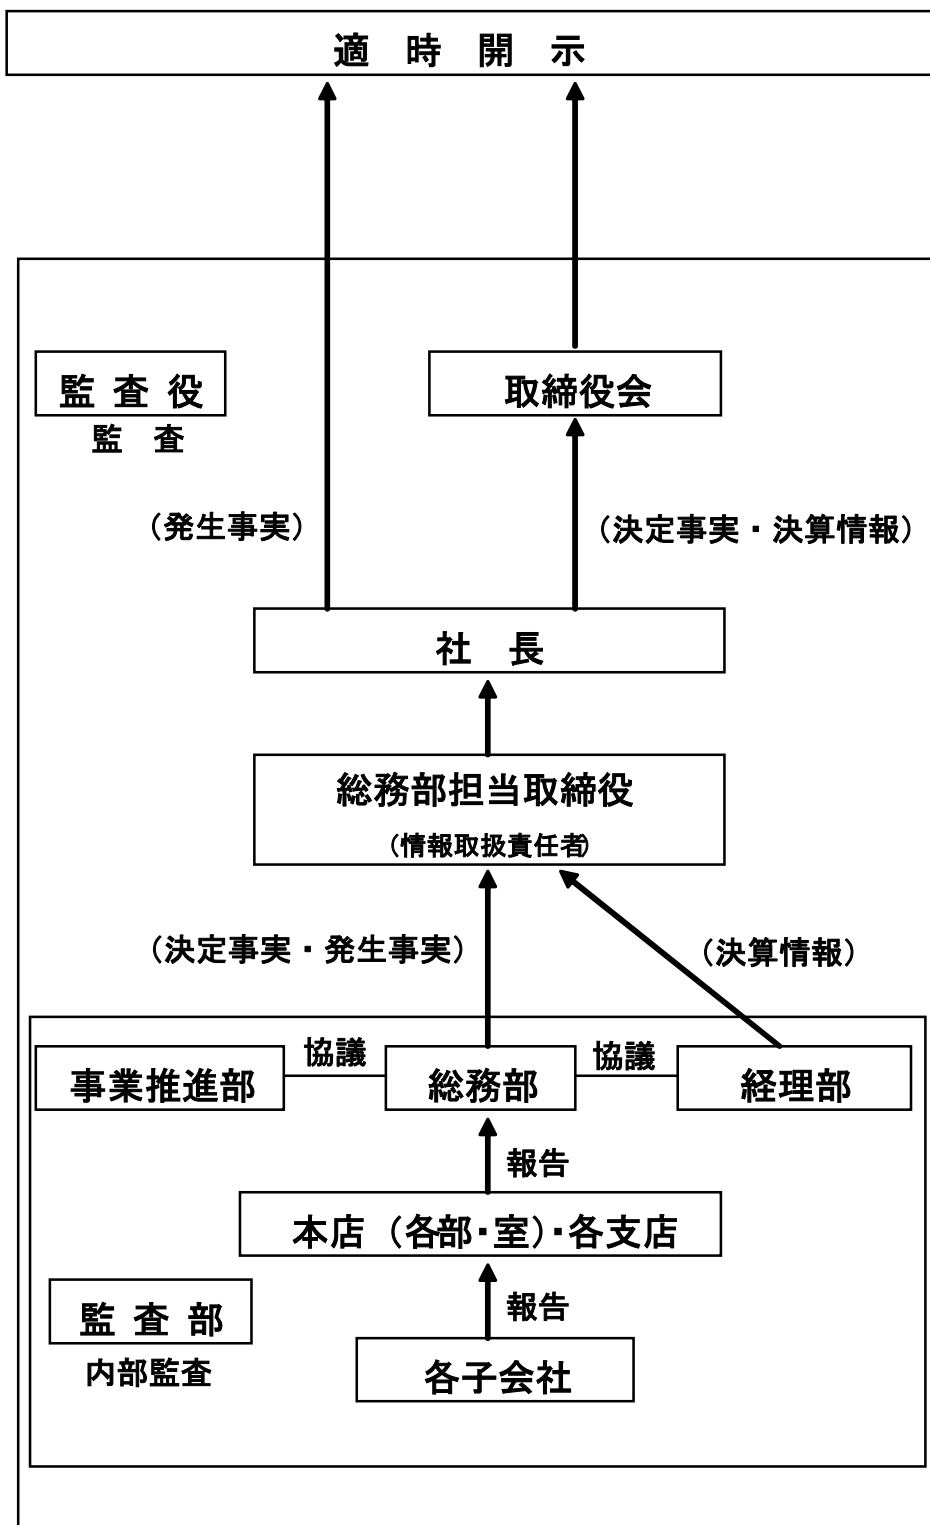 適 時 開 示
監 査 役
監 査
取締役会
（発生事実）
（決定事実・決算情報）
社 長
総務部担当取締役
（情報取扱責任者）
（決定事実・発生事実）
（決算情報）
事業推進部
協議
総務部
協議
経理部
報告
本店（各部・室）・各支店
監 査 部
内部監査
報告
各子会社